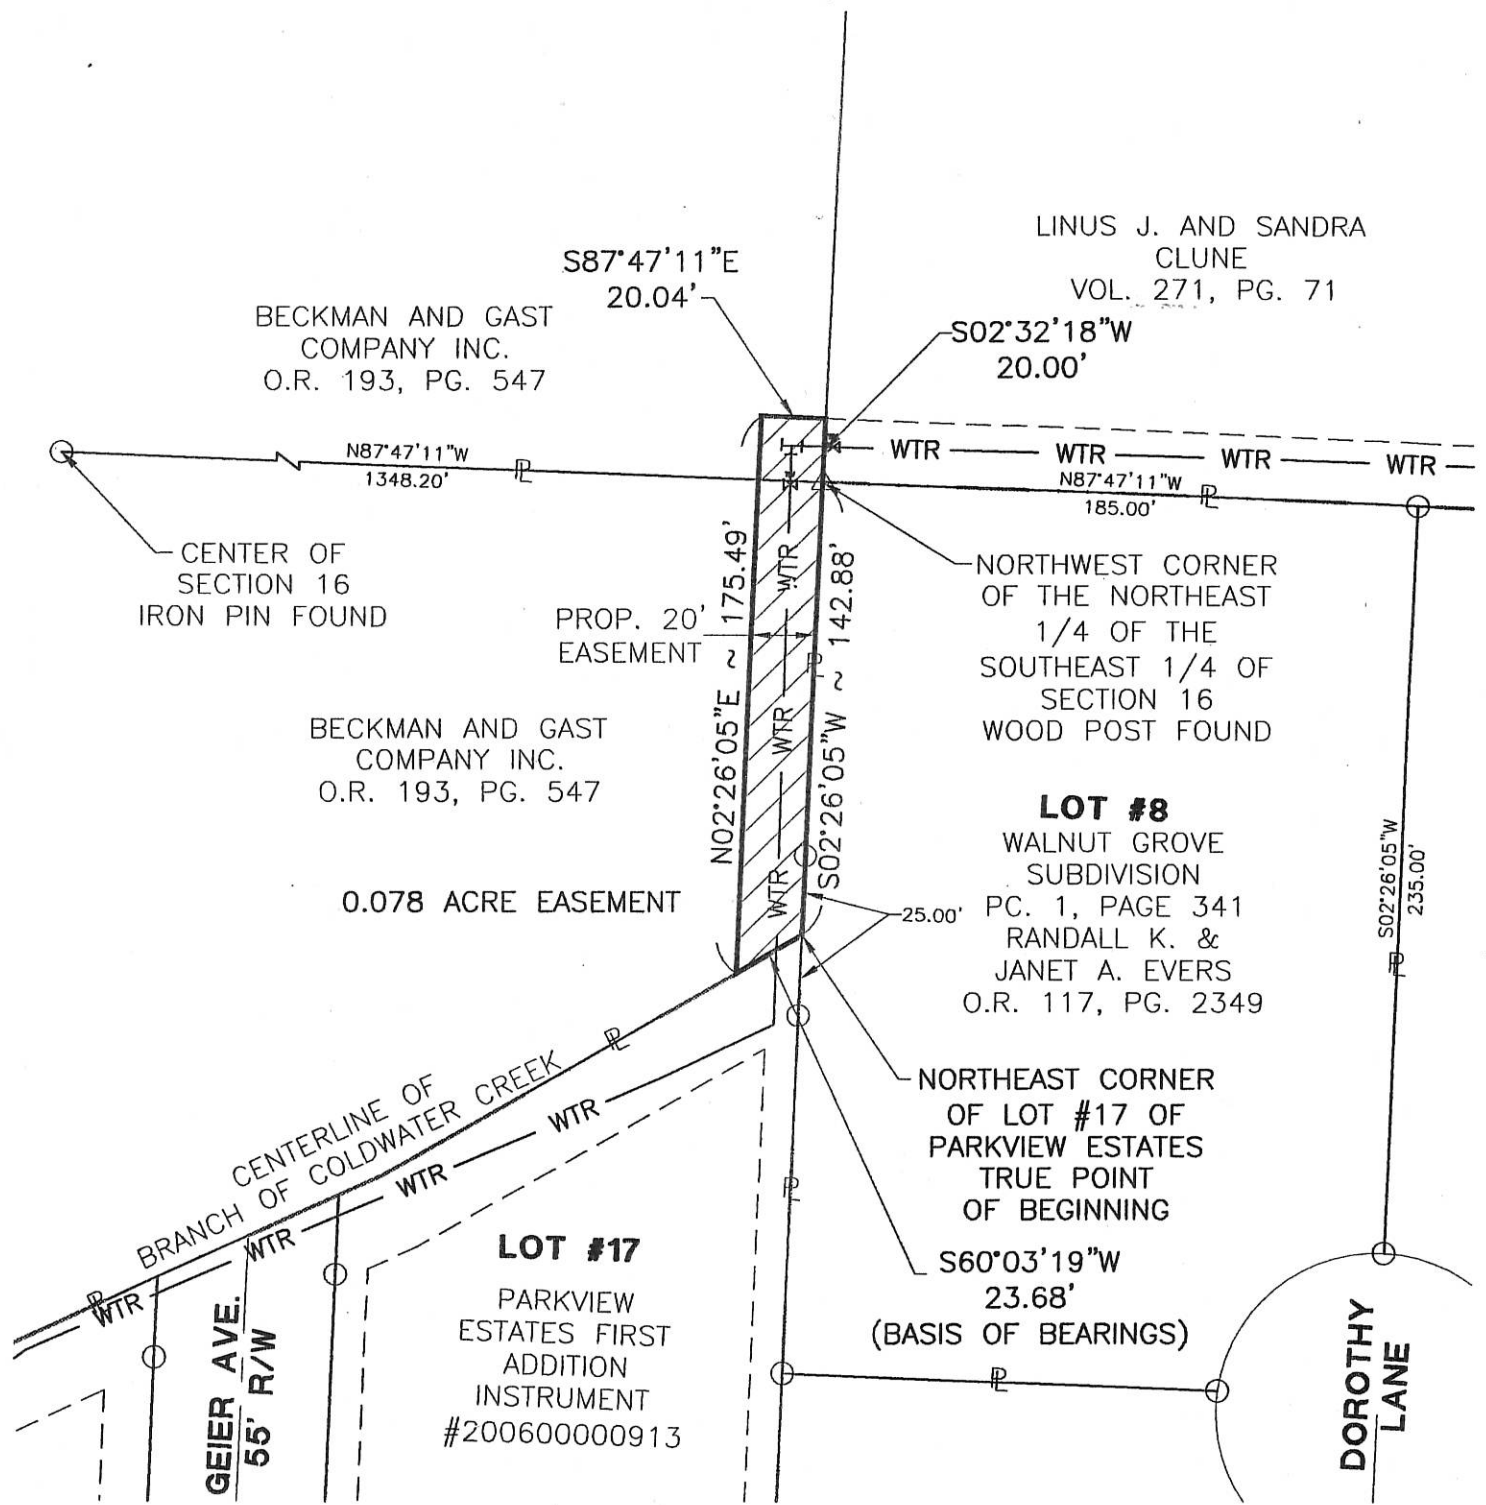 LINUS J. AND SANDRA
CLUNE
VOL. 271, PG. 71
S87°47'11"E
20.04'
BECKMAN AND GAST
COMPANY INC.
O.R. 193, PG. 547
S02°32'18"W
20.00'
N87°47'11"W
1348.20'
PL
WTR
WTR
WTR
WTR
N87°47'11"W
185.00'
PL
CENTER OF
SECTION 16
IRON PIN FOUND
NORTHWEST CORNER
OF THE NORTHEAST
1/4 OF THE
SOUTHEAST 1/4 OF
SECTION 16
WOOD POST FOUND
PROP. 20'
EASEMENT
N02°26'05"E ~ 175.49'
WTR
WTR
WTR
S02°26'05"W ~ 142.88'
PL
BECKMAN AND GAST
COMPANY INC.
O.R. 193, PG. 547
0.078 ACRE EASEMENT
LOT #8
WALNUT GROVE
SUBDIVISION
PC. 1, PAGE 341
RANDALL K. &
JANET A. EVERS
O.R. 117, PG. 2349
25.00'
S02°26'05"W
235.00'
PL
PL
CENTERLINE OF
BRANCH OF COLDWATER CREEK
WTR
WTR
WTR
WTR
PL
NORTHEAST CORNER
OF LOT #17 OF
PARKVIEW ESTATES
TRUE POINT
OF BEGINNING
PL
S60°03'19"W
23.68'
(BASIS OF BEARINGS)
PL
LOT #17
PARKVIEW
ESTATES FIRST
ADDITION
INSTRUMENT
#200600000913
GEIER AVE.
55' R/W
DOROTHY
LANE